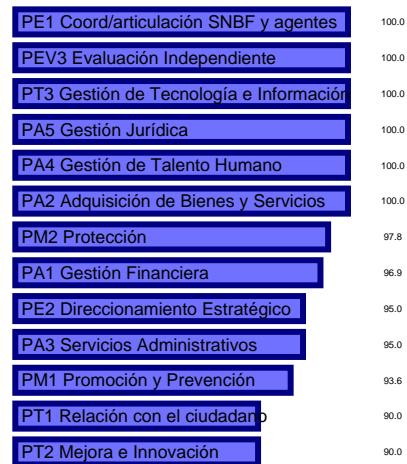 PE1 Coord/articulación SNBF y agentes 100.0
PEV3 Evaluación Independiente 100.0
PT3 Gestión de Tecnología e Información 100.0
PA5 Gestión Jurídica 100.0
PA4 Gestión de Talento Humano 100.0
PA2 Adquisición de Bienes y Servicios 100.0
PM2 Protección 97.8
PA1 Gestión Financiera 96.9
PE2 Direccionamiento Estratégico 95.0
PA3 Servicios Administrativos 95.0
PM1 Promoción y Prevención 93.6
PT1 Relación con el ciudadano 90.0
PT2 Mejora e Innovación 90.0